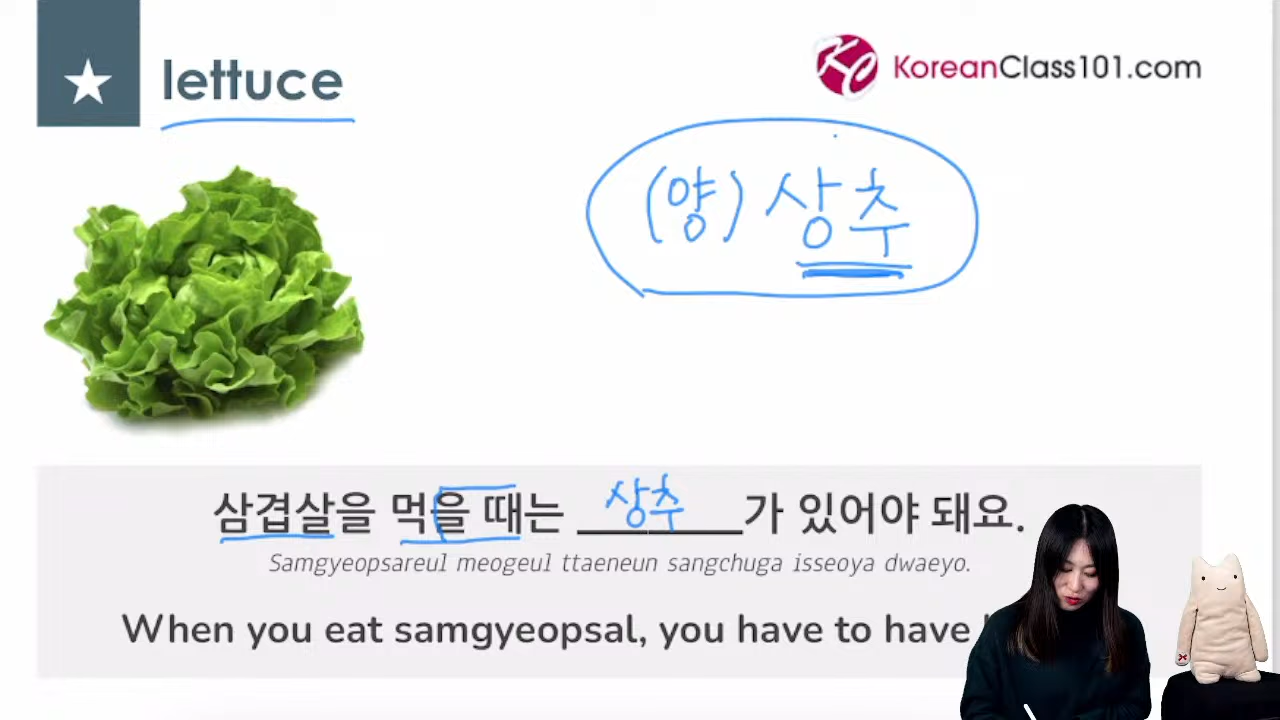 lettuce
KoreanClass101.com
(양) 상추
삼겹살을 먹을 때는 상추가 있어야 돼요.
Samgyeopsareul meogeul ttaeneun sangchuga isseoya dwaeyo.
When you eat samgyeopsal, you have to have